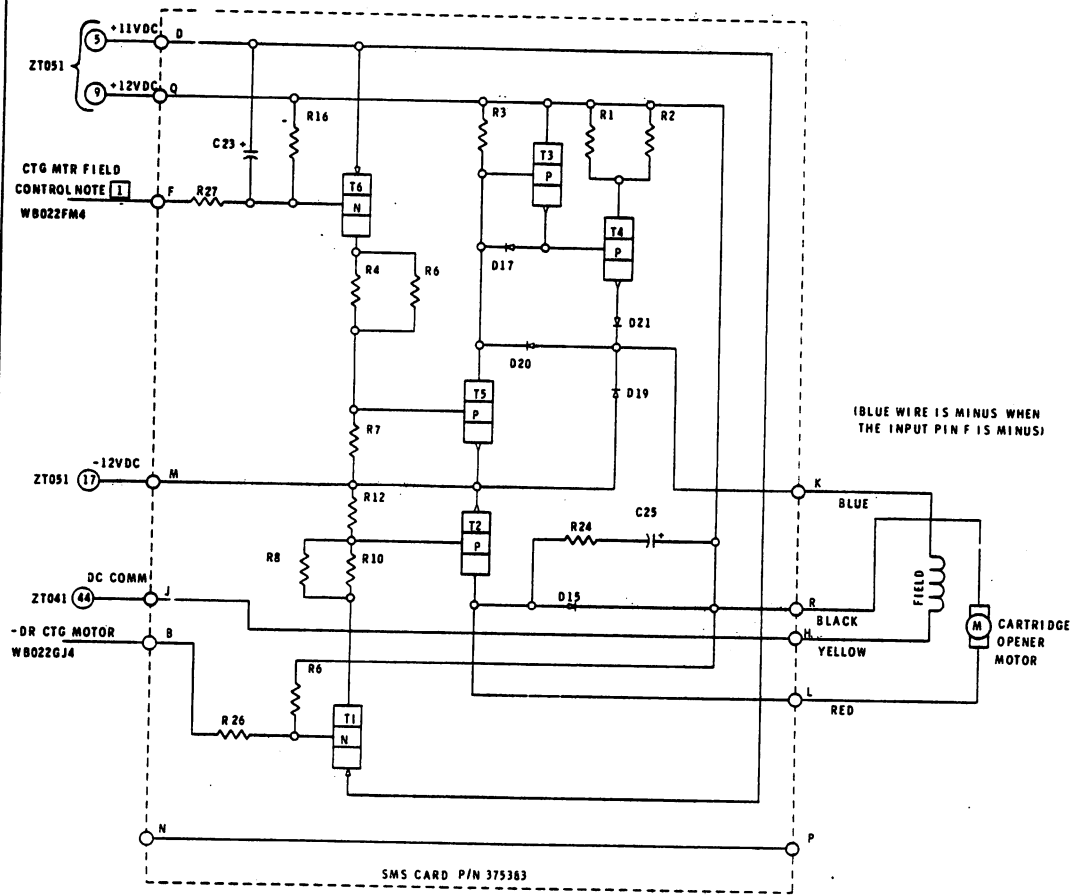 ZT051
5 +11VDC D
9 +12VDC Q
R16
C23 +
R3
R1
R2
T3
P
T6
N
CTG MTR FIELD
CONTROL NOTE 1
WB022FM4
F
R27
T4
P
D17
R4
R6
D21
D20
D19
T5
P
R7
(BLUE WIRE IS MINUS WHEN
THE INPUT PIN F IS MINUS)
-12VDC
ZT051 17 M
K
BLUE
R12
T2
P
R24
C25
+
R8
R10
DC COMM
ZT041 44 J
D15
FIELD
R
BLACK
H
YELLOW
M
CARTRIDGE
OPENER
MOTOR
-DR CTG MOTOR
WB022GJ4
B
R6
L
RED
R26
T1
N
N
P
SMS CARD P/N 375383